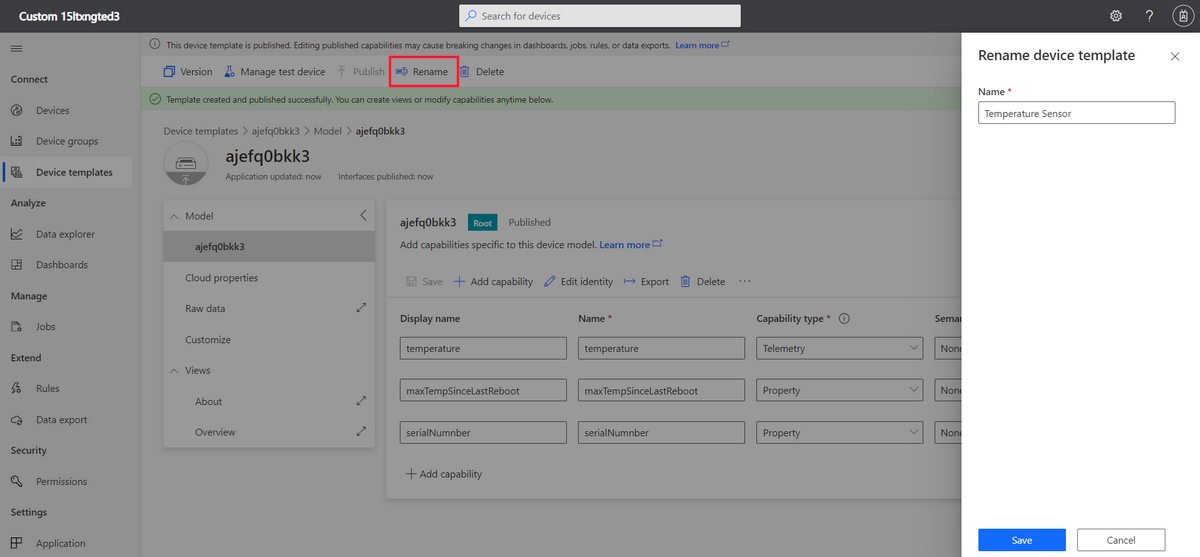 Custom 15ltxngted3
Search for devices
?
Connect
Devices
Device groups
Device templates
Analyze
Data explorer
Dashboards
Manage
Jobs
Extend
Rules
Data export
Security
Permissions
Settings
Application
This device template is published. Editing published capabilities may cause breaking changes in dashboards, jobs, rules, or data exports. Learn more
Version Manage test device Publish Rename Delete
Template created and published successfully. You can create views or modify capabilities anytime below.
Device templates > ajefq0bkk3 > Model > ajefq0bkk3
ajefq0bkk3
Application updated: now Interfaces published: now
Model
ajefq0bkk3
Cloud properties
Raw data
Customize
Views
About
Overview
ajefq0bkk3 Root Published
Add capabilities specific to this device model. Learn more
Save Add capability Edit identity Export Delete ...
Display name Name * Capability type * Seman
temperature temperature Telemetry None
maxTempSinceLastReboot maxTempSinceLastReboot Property None
serialNumnber serialNumnber Property None
Add capability
Rename device template
Name *
Temperature Sensor
Save Cancel